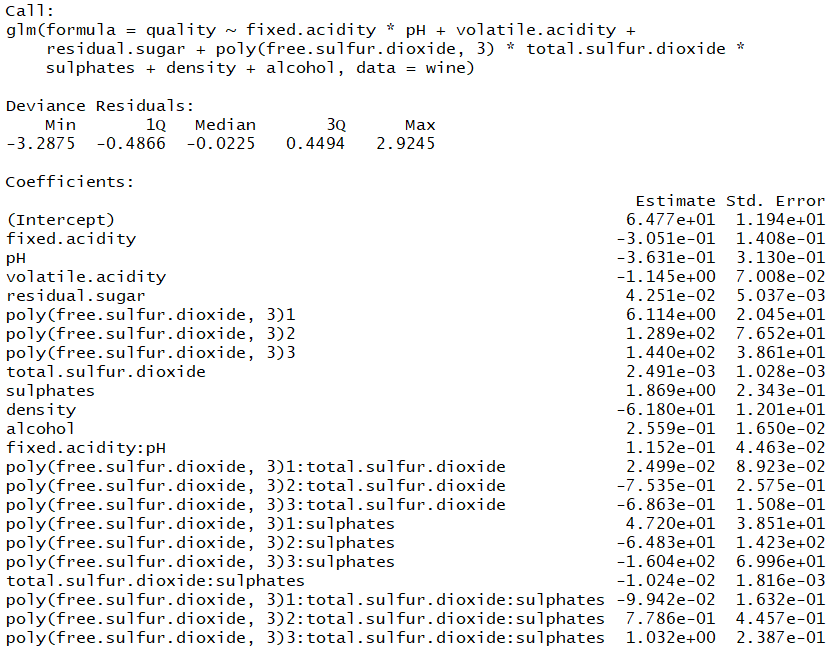 Call:
glm(formula = quality ~ fixed.acidity * pH + volatile.acidity +
    residual.sugar + poly(free.sulfur.dioxide, 3) * total.sulfur.dioxide *
    sulphates + density + alcohol, data = wine)
Deviance Residuals:
    Min       1Q   Median       3Q      Max
-3.2875  -0.4866  -0.0225   0.4494   2.9245
Coefficients:
                                                               Estimate Std. Error
(Intercept)                                                   6.477e+01  1.194e+01
fixed.acidity                                                -3.051e-01  1.408e-01
pH                                                           -3.631e-01  3.130e-01
volatile.acidity                                             -1.145e+00  7.008e-02
residual.sugar                                                4.251e-02  5.037e-03
poly(free.sulfur.dioxide, 3)1                                 6.114e+00  2.045e+01
poly(free.sulfur.dioxide, 3)2                                 1.289e+02  7.652e+01
poly(free.sulfur.dioxide, 3)3                                 1.440e+02  3.861e+01
total.sulfur.dioxide                                          2.491e-03  1.028e-03
sulphates                                                     1.869e+00  2.343e-01
density                                                      -6.180e+01  1.201e+01
alcohol                                                       2.559e-01  1.650e-02
fixed.acidity:pH                                              1.152e-01  4.463e-02
poly(free.sulfur.dioxide, 3)1:total.sulfur.dioxide            2.499e-02  8.923e-02
poly(free.sulfur.dioxide, 3)2:total.sulfur.dioxide           -7.535e-01  2.575e-01
poly(free.sulfur.dioxide, 3)3:total.sulfur.dioxide           -6.863e-01  1.508e-01
poly(free.sulfur.dioxide, 3)1:sulphates                       4.720e+01  3.851e+01
poly(free.sulfur.dioxide, 3)2:sulphates                      -6.483e+01  1.423e+02
poly(free.sulfur.dioxide, 3)3:sulphates                      -1.604e+02  6.996e+01
total.sulfur.dioxide:sulphates                               -1.024e-02  1.816e-03
poly(free.sulfur.dioxide, 3)1:total.sulfur.dioxide:sulphates -9.942e-02  1.632e-01
poly(free.sulfur.dioxide, 3)2:total.sulfur.dioxide:sulphates  7.786e-01  4.457e-01
poly(free.sulfur.dioxide, 3)3:total.sulfur.dioxide:sulphates  1.032e+00  2.387e-01